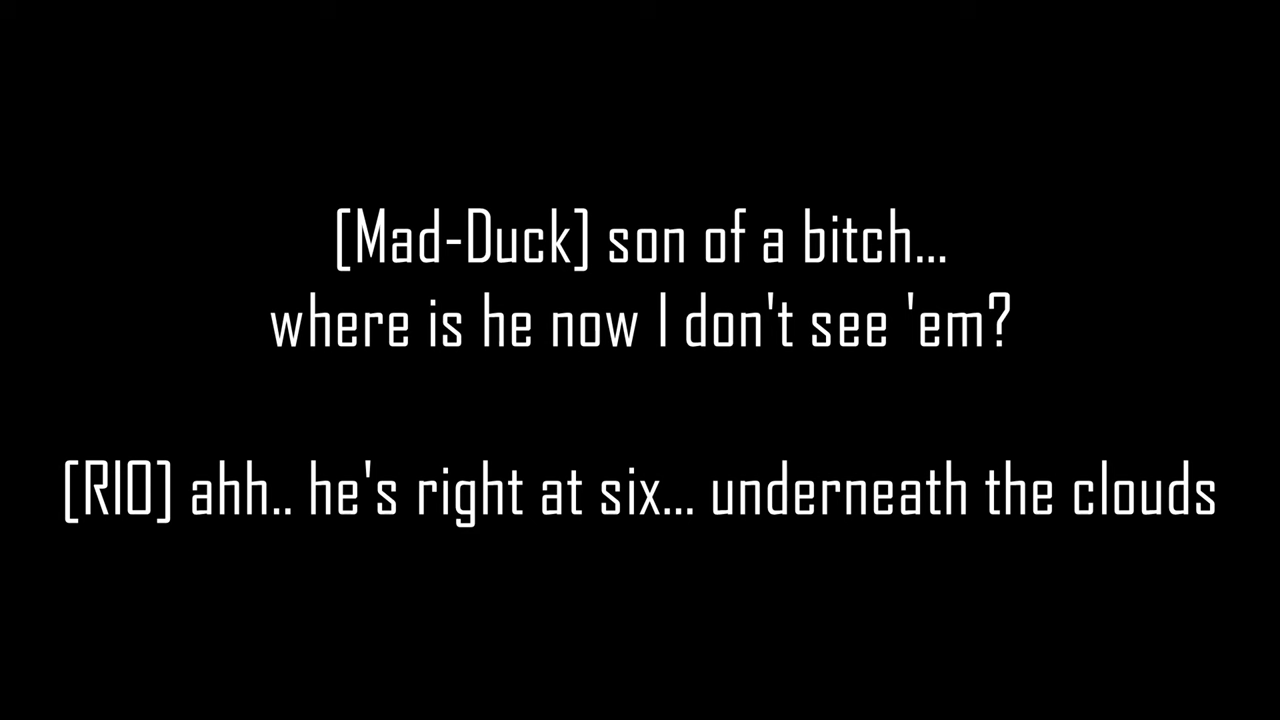 [Mad-Duck] son of a bitch...
where is he now I don't see 'em?
[RIO] ahh.. he's right at six... underneath the clouds